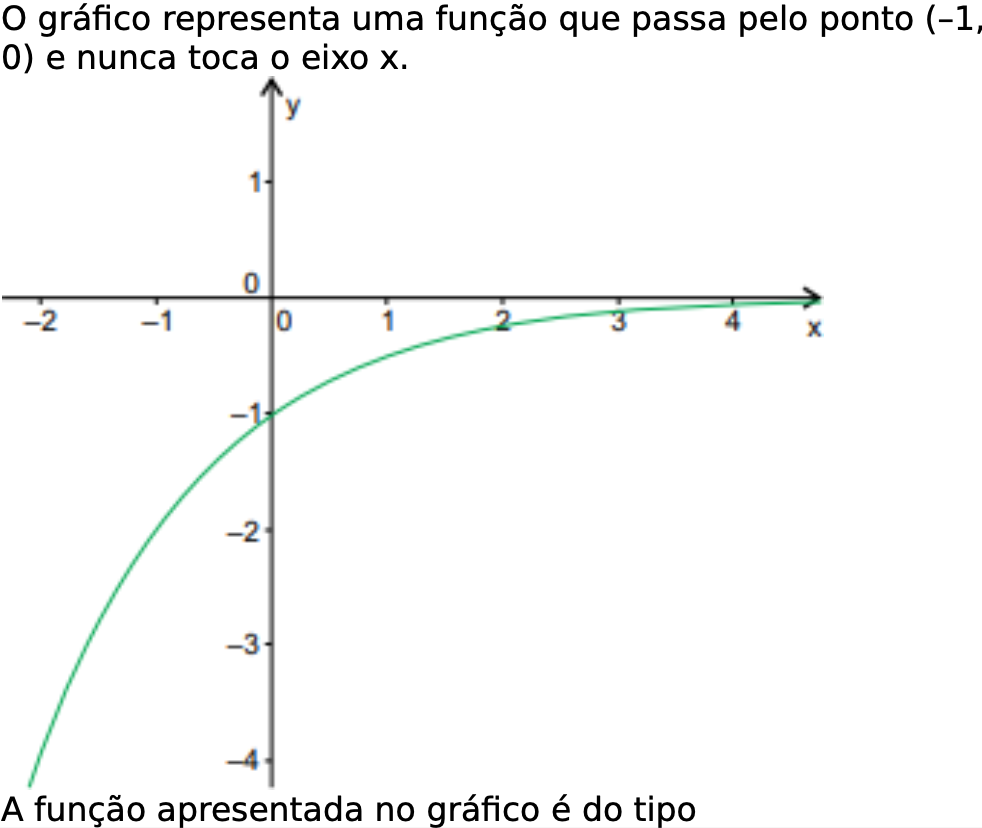 O gráfico representa uma função que passa pelo ponto (–1,
0) e nunca toca o eixo x.
y
1
0
–2 –1 0 1 2 3 4 x
–1
–2
–3
–4
A função apresentada no gráfico é do tipo